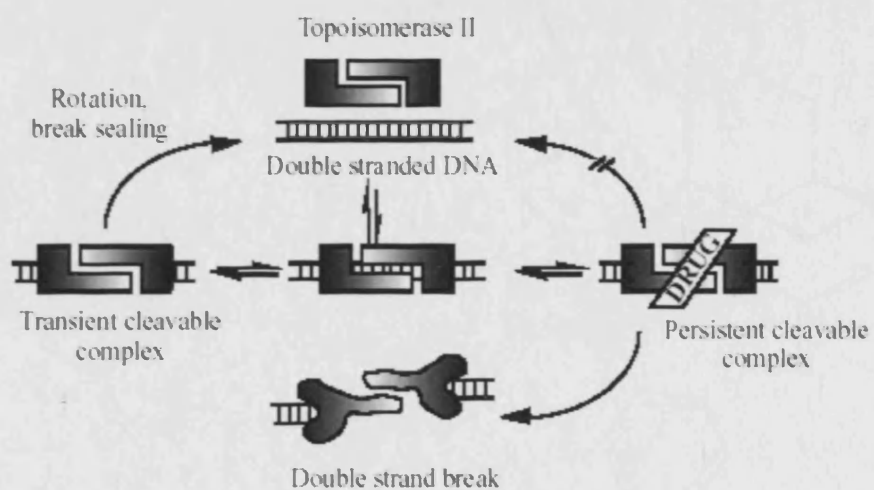 Topoisomerase II
Rotation,
break sealing
Double stranded DNA
DRUG
Transient cleavable
complex
Persistent cleavable
complex
Double strand break